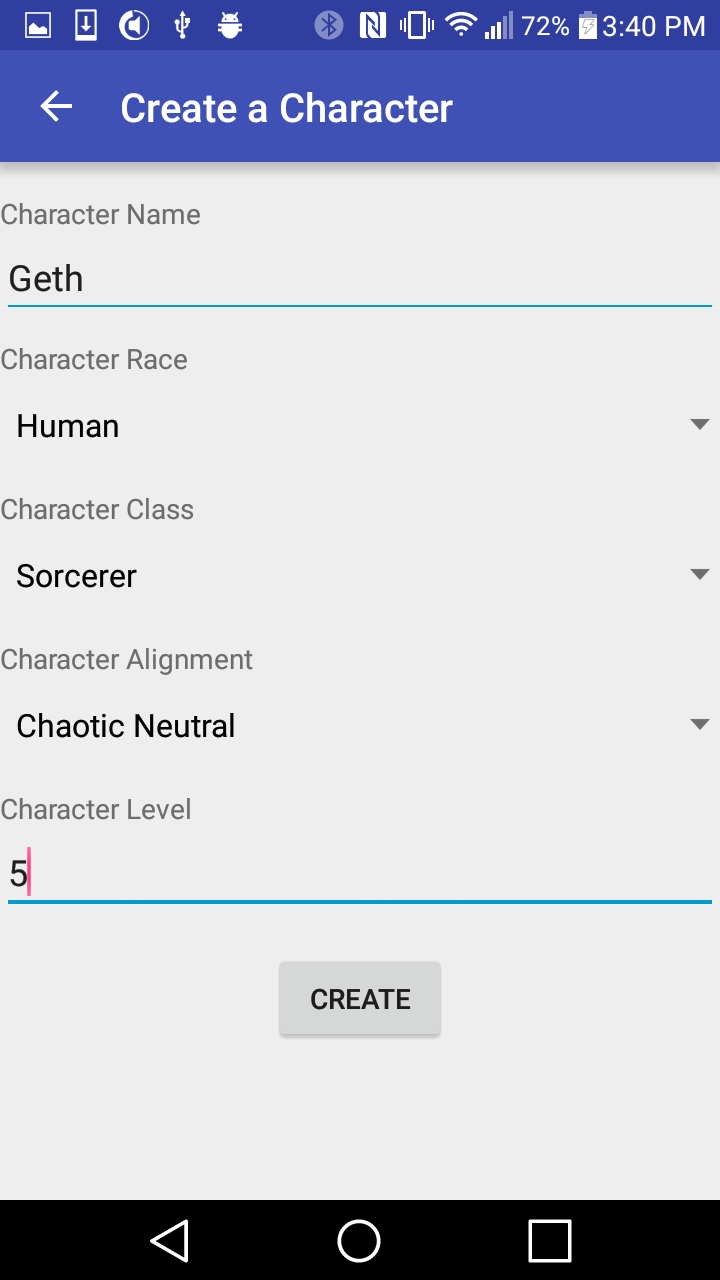 72% 3:40 PM
Create a Character
Character Name
Geth
Character Race
Human
Character Class
Sorcerer
Character Alignment
Chaotic Neutral
Character Level
5
CREATE